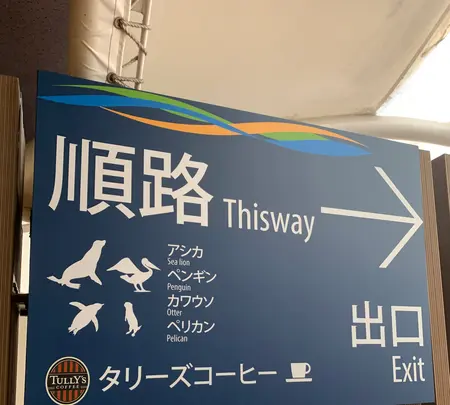 順路 Thisway
アシカ
Sea lion
ペンギン
Penguin
カワウソ
Otter
ペリカン
Pelican
出口
Exit
TULLY'S
COFFEE
タリーズコーヒー